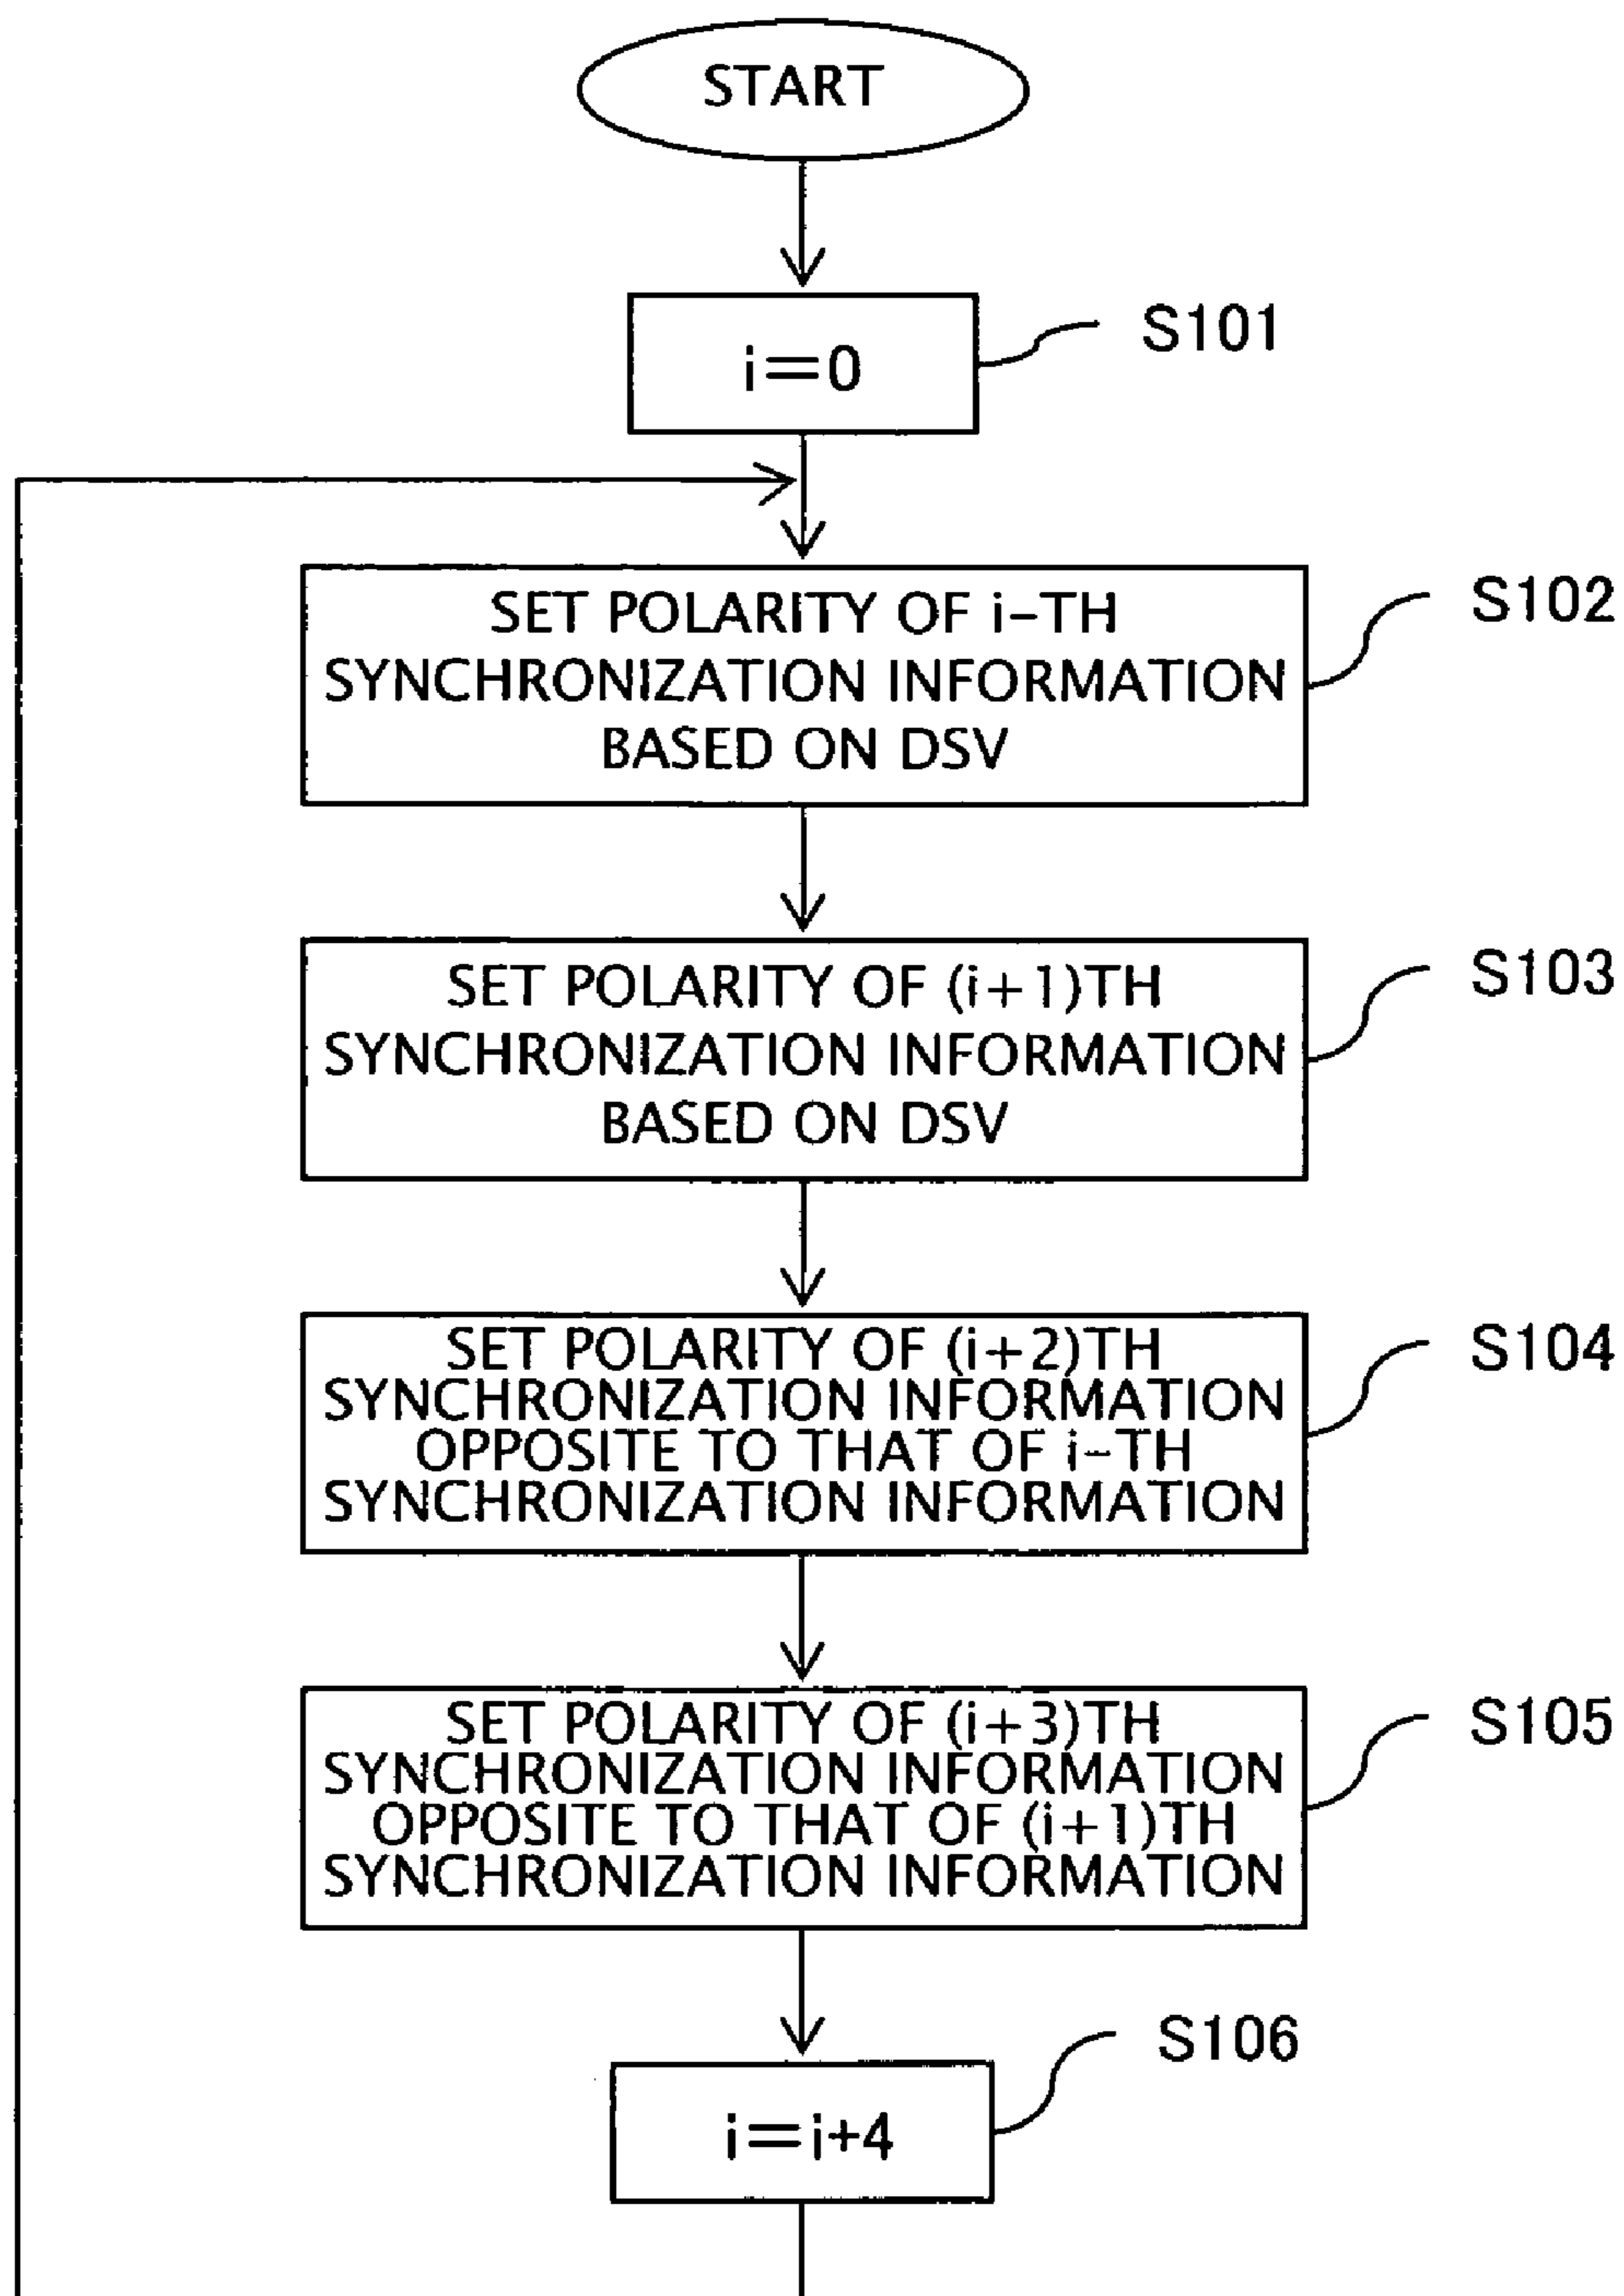 START
i=0
S101
SET POLARITY OF i-TH
SYNCHRONIZATION INFORMATION
BASED ON DSV
S102
SET POLARITY OF (i+1)TH
SYNCHRONIZATION INFORMATION
BASED ON DSV
S103
SET POLARITY OF (i+2)TH
SYNCHRONIZATION INFORMATION
OPPOSITE TO THAT OF i-TH
SYNCHRONIZATION INFORMATION
S104
SET POLARITY OF (i+3)TH
SYNCHRONIZATION INFORMATION
OPPOSITE TO THAT OF (i+1)TH
SYNCHRONIZATION INFORMATION
S105
i=i+4
S106